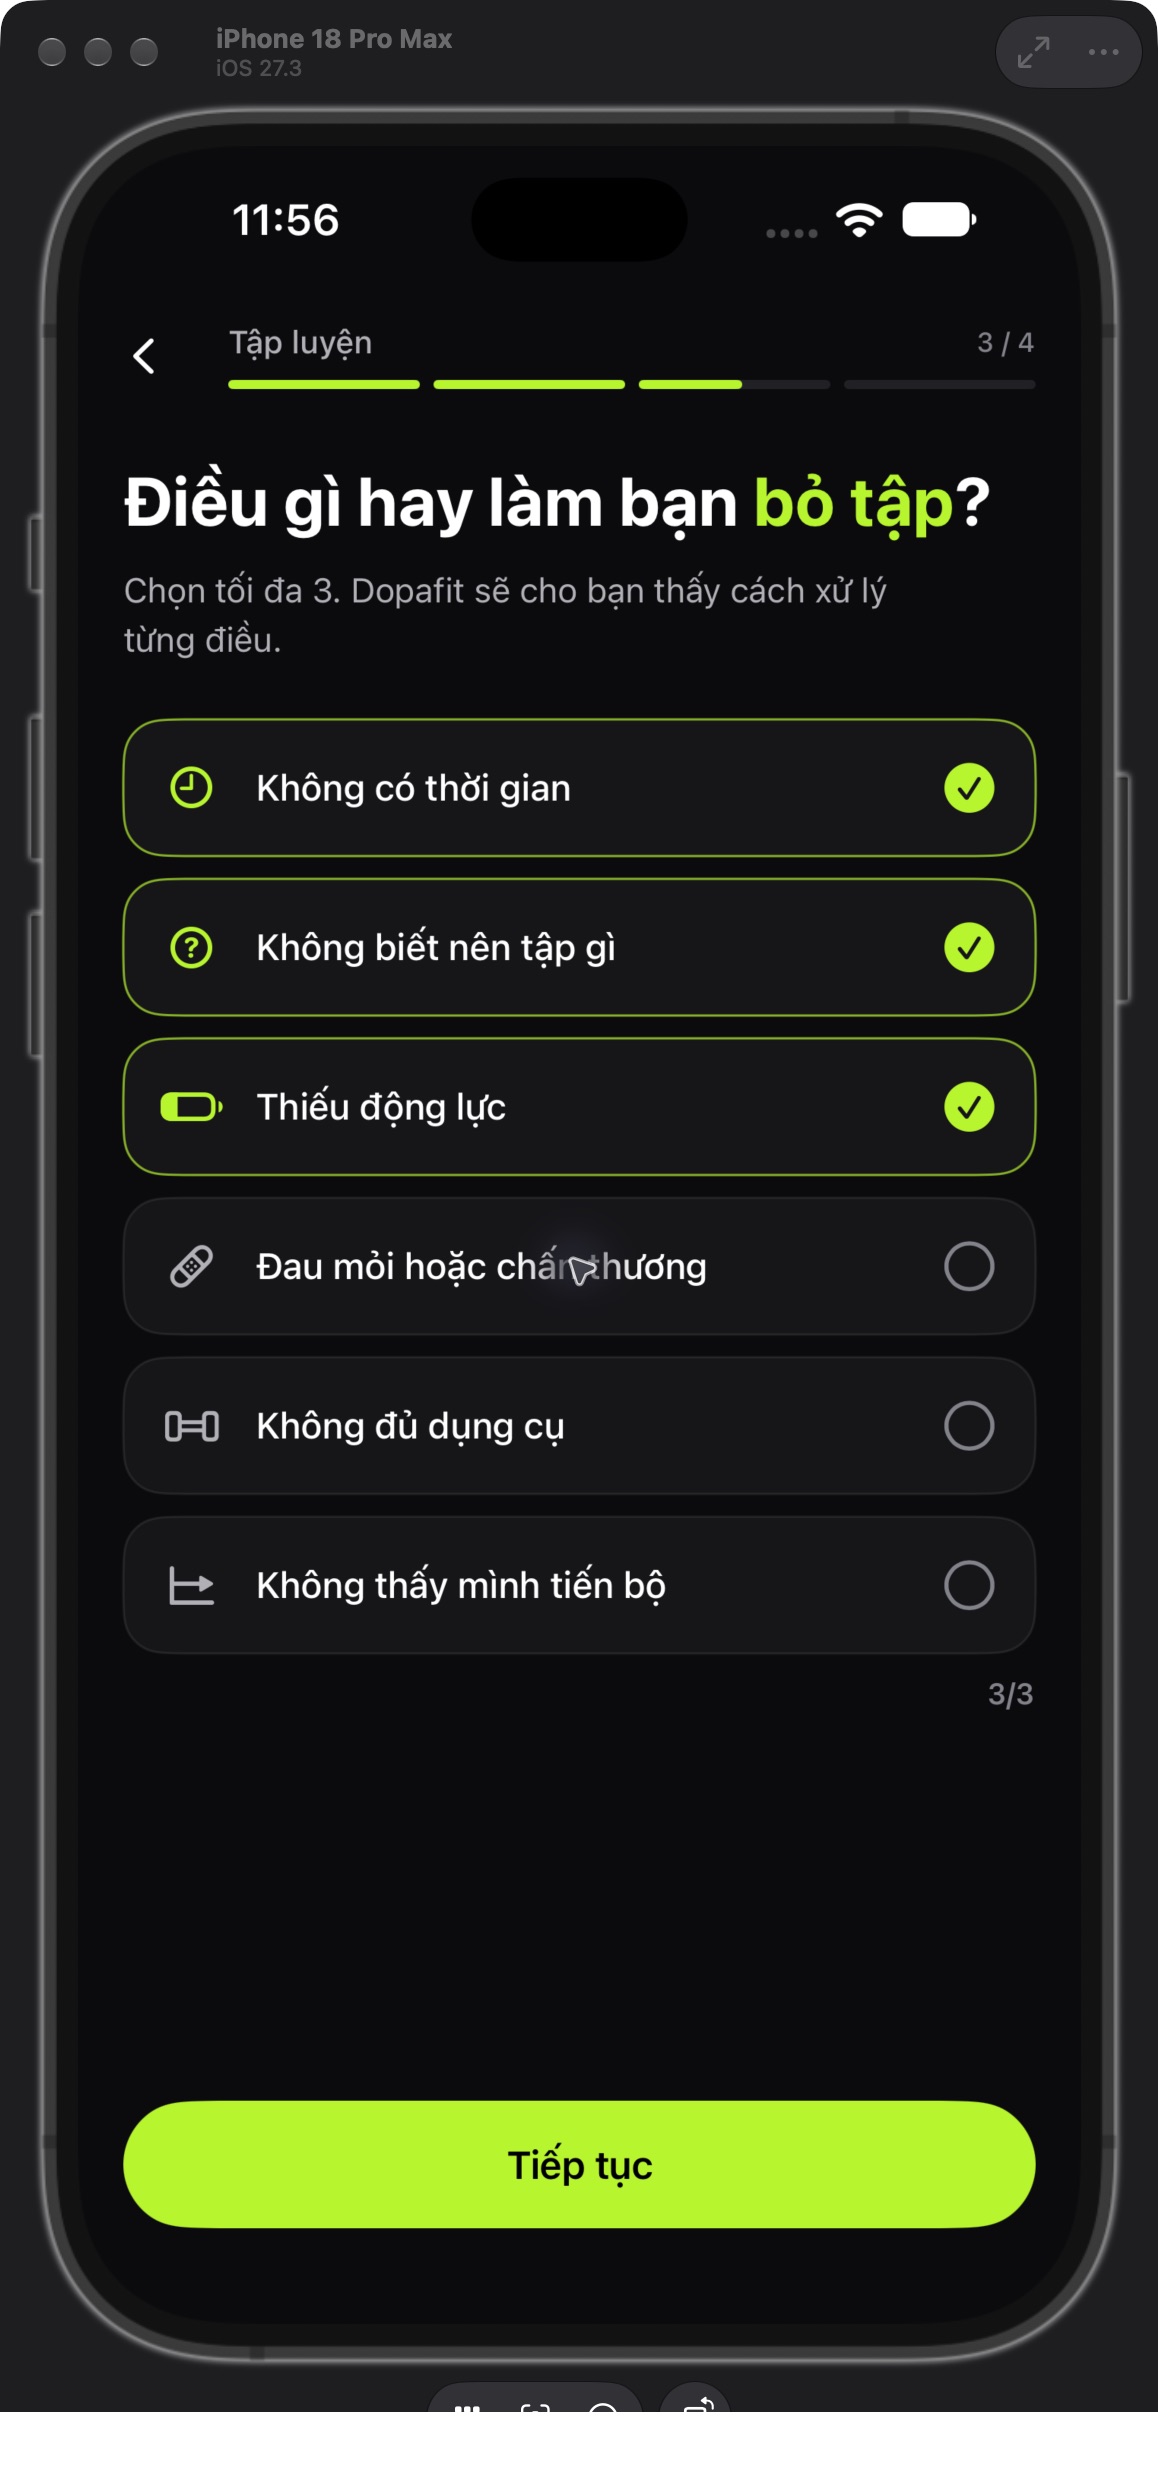 iPhone 18 Pro Max
iOS 27.3
11:56
Tập luyện
3 / 4
Điều gì hay làm bạn bỏ tập?
Chọn tối đa 3. Dopafit sẽ cho bạn thấy cách xử lý
từng điều.
Không có thời gian
Không biết nên tập gì
Thiếu động lực
Đau mỏi hoặc chấn thương
Không đủ dụng cụ
Không thấy mình tiến bộ
3/3
Tiếp tục